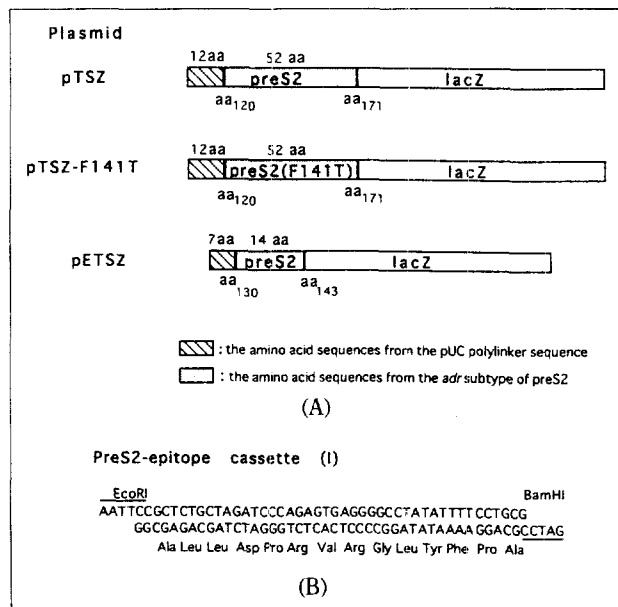 Plasmid
12aa 52 aa
pTSZ preS2 lacZ
aa120 aa171
12aa 52 aa
pTSZ-F141T preS2(F141T) lacZ
aa120 aa171
7aa 14 aa
pETSZ preS2 lacZ
aa130 aa143
: the amino acid sequences from the pUC polylinker sequence
: the amino acid sequences from the adr subtype of preS2
(A)
PreS2-epitope cassette (I)
EcoRI BamHI
AATTCCGCTCTGCTAGATCCCAGAGTGAGGGGCCTATATTTTCCTGCG
GGCGAGACGATCTAGGGTCTCACTCCCCGGATATAAAAGGACGCCTAG
Ala Leu Leu Asp Pro Arg Val Arg Gly Leu Tyr Phe Pro Ala
(B)